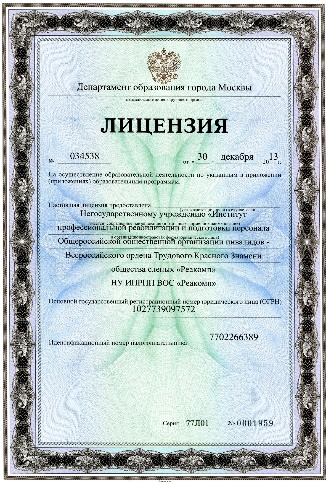 Департамент образования города Москвы
ЛИЦЕНЗИЯ
№ 034538 от « 30 декабря 2013 г.
На осуществление образовательной деятельности по указанным в приложении
(приложениях) образовательным программам.
Настоящая лицензия предоставлена
Негосударственному учреждению «Институт
профессиональной реабилитации и подготовки персонала
Общероссийской общественной организации инвалидов -
Всероссийского ордена Трудового Красного Знамени
общества слепых «Реакомп»
НУ ИПРПП ВОС «Реакомп»
Основной государственный регистрационный номер юридического лица (ОГРН)
1027739097572
Идентификационный номер налогоплательщика 7702266389
Серия 77Л01 № 0001959